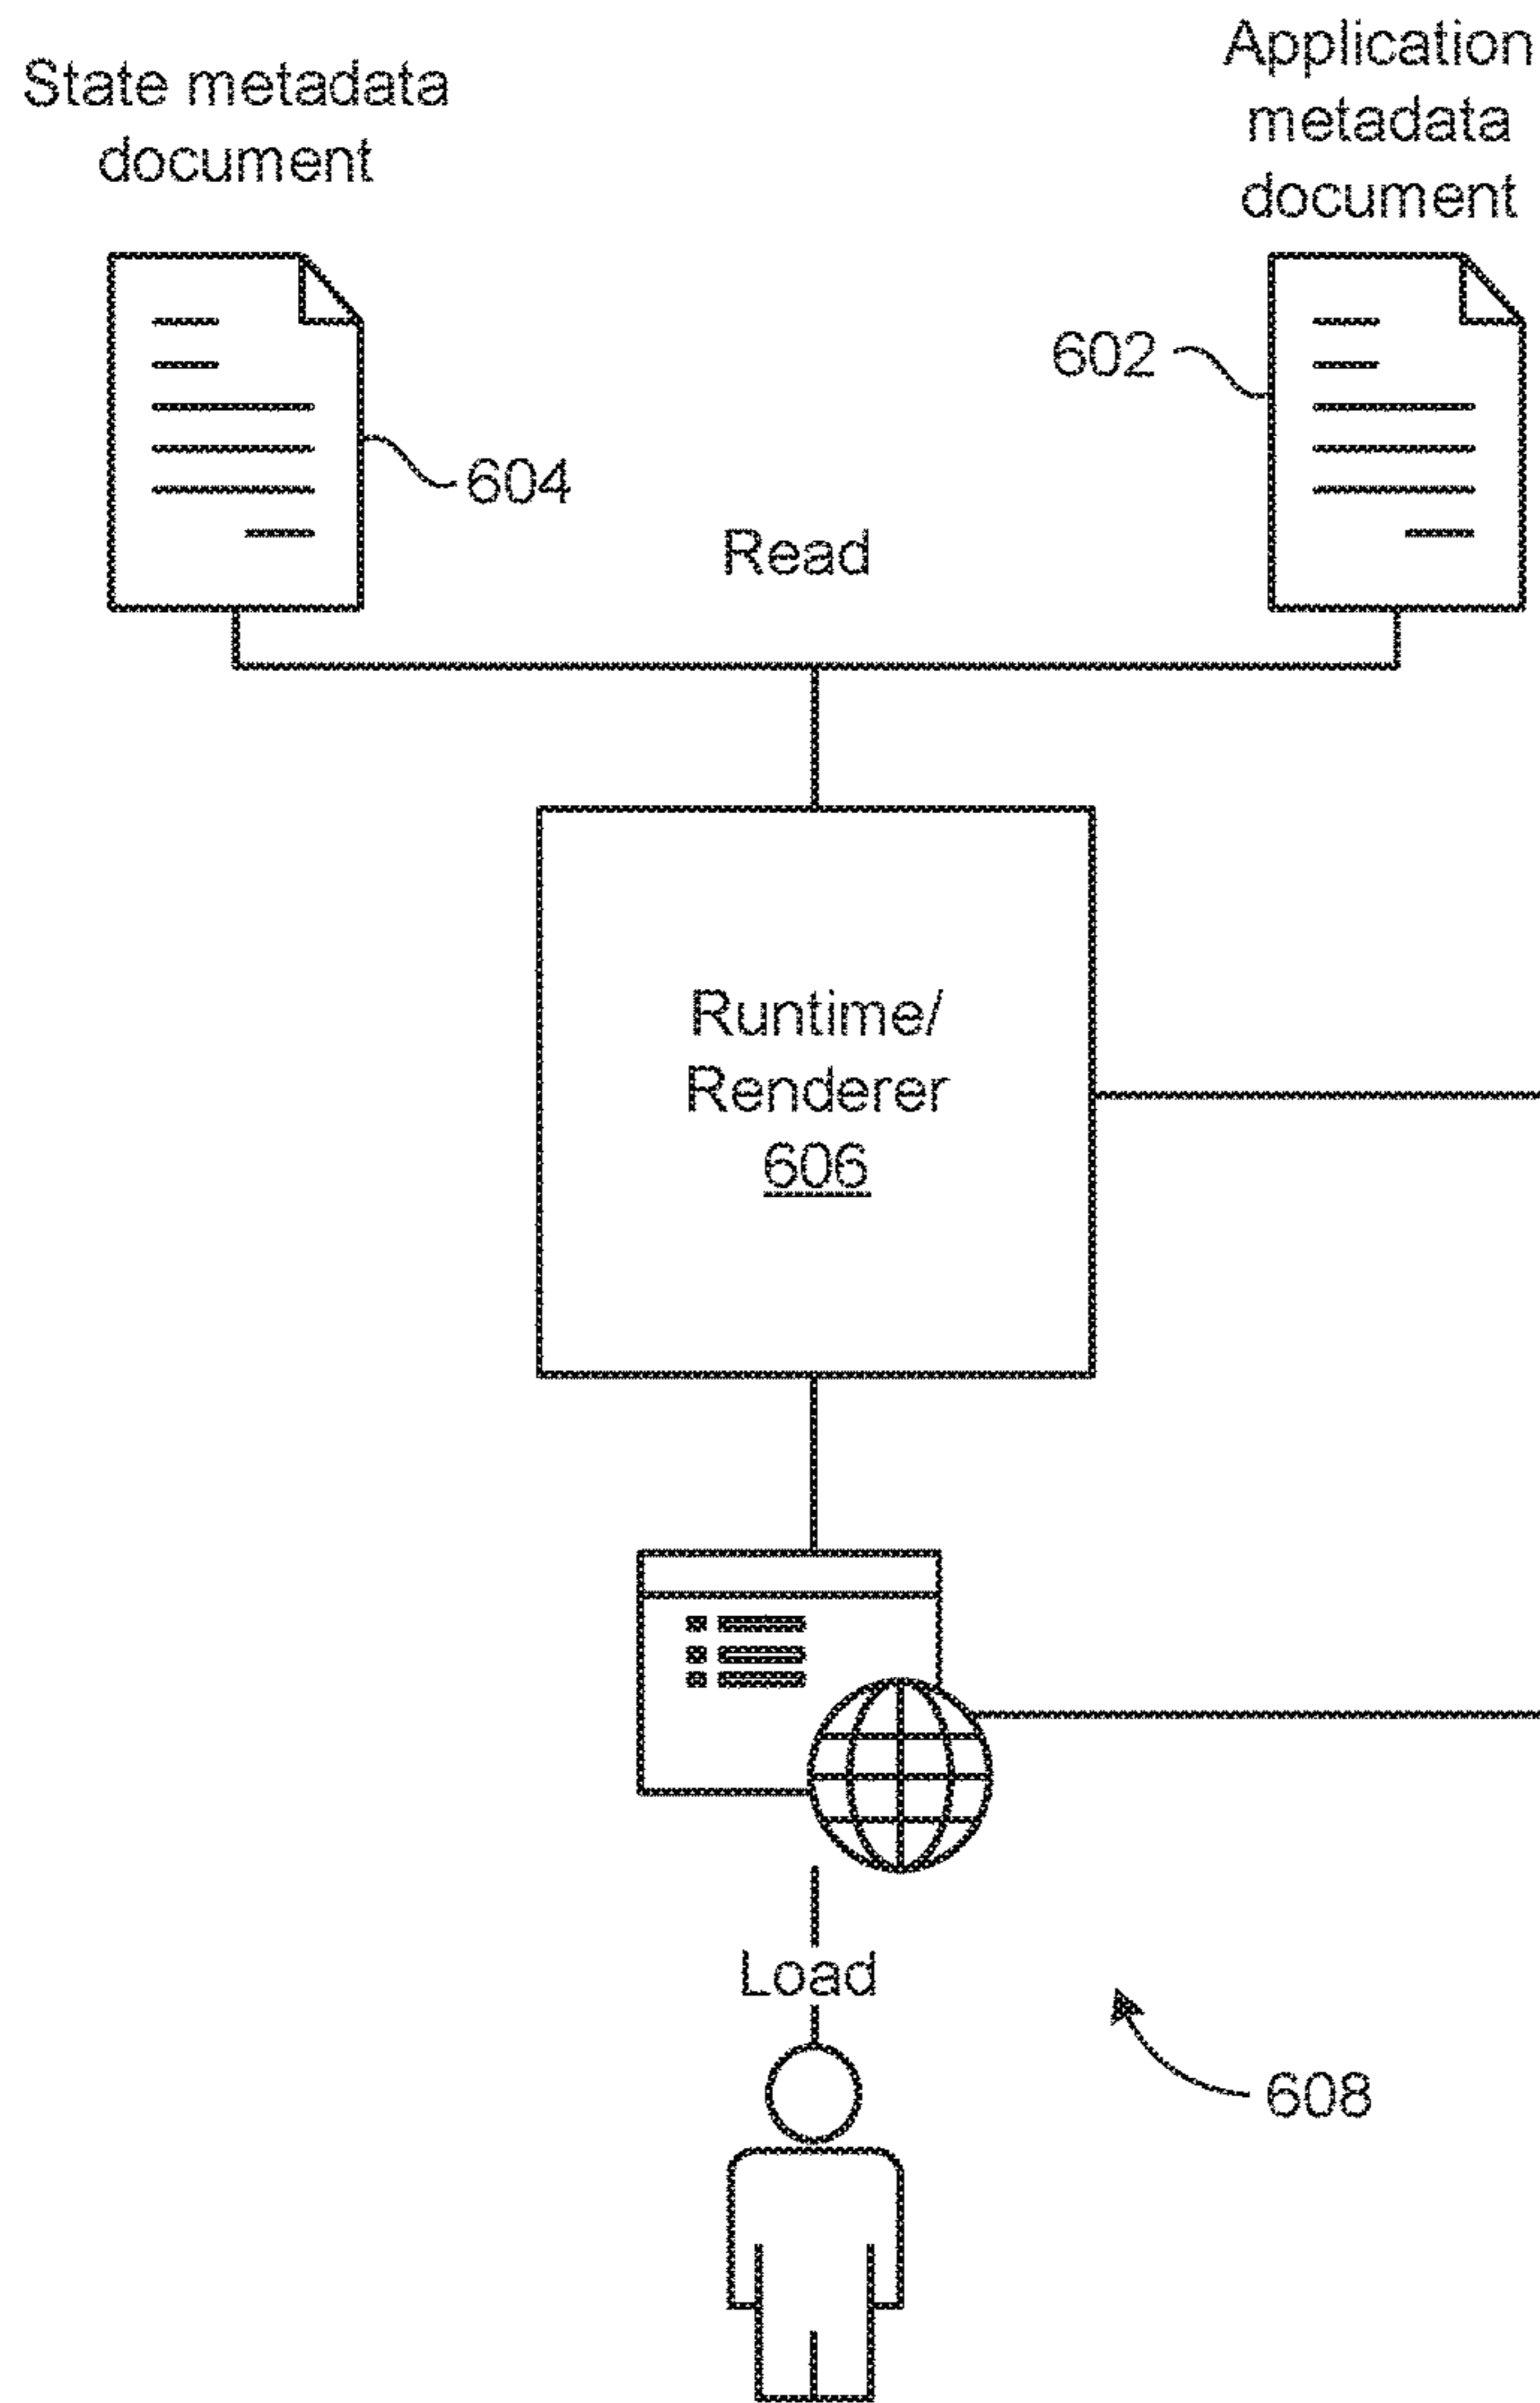 State metadata
document
Application
metadata
document
602
604
Read
Runtime/
Renderer
606
Load
608